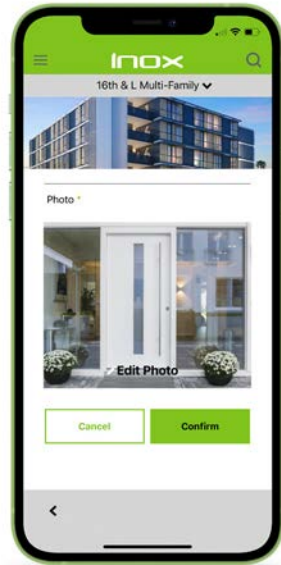 INOX
16th & L Multi-Family
Photo *
Edit Photo
Cancel
Confirm